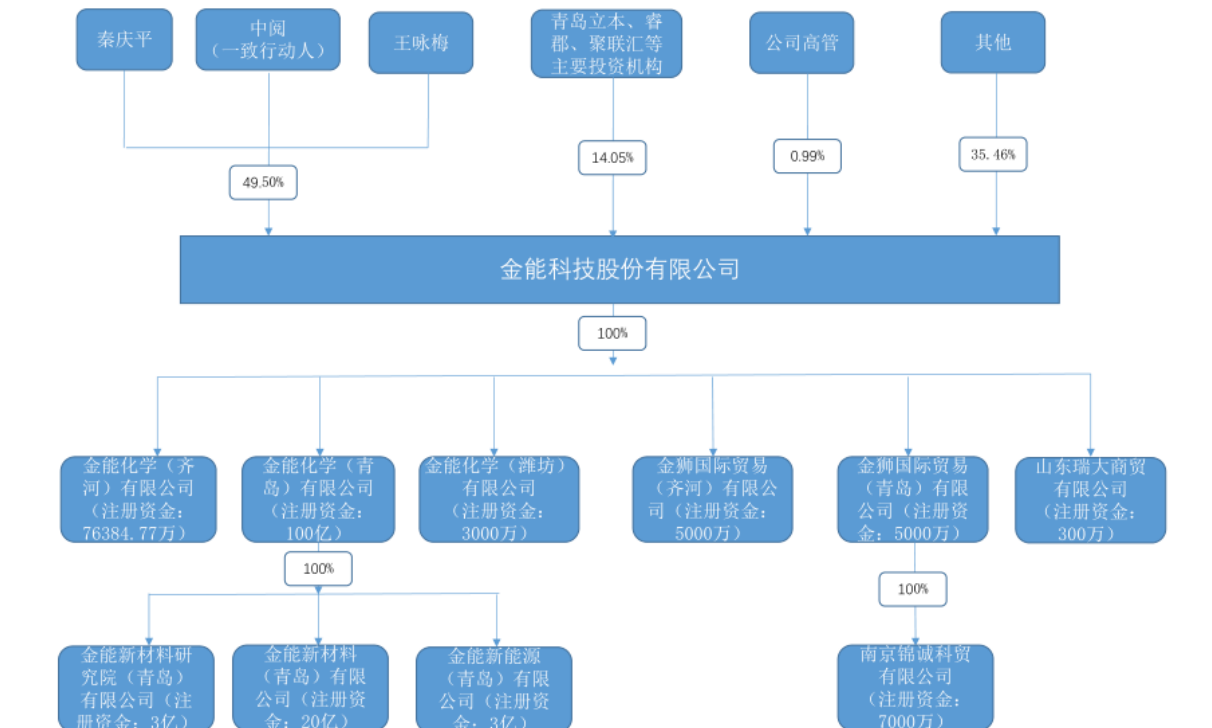 秦庆平
中阅
（一致行动人）
王咏梅
青岛立本、睿
郡、聚联汇等
主要投资机构
公司高管
其他
49.50%
14.05%
0.99%
35.46%
金能科技股份有限公司
100%
金能化学（齐
河）有限公司
（注册资金：
76384.77万）
金能化学（青
岛）有限公司
（注册资金：
100亿）
金能化学（潍坊）
有限公司
（注册资金：
3000万）
金狮国际贸易
（齐河）有限公
司（注册资金：
5000万）
金狮国际贸易
（青岛）有限
公司（注册资
金：5000万）
山东瑞大商贸
有限公司
（注册资金：
300万）
100%
100%
金能新材料研
究院（青岛）
有限公司（注
册资金：3亿）
金能新材料
（青岛）有限
公司（注册资
金：20亿）
金能新能源
（青岛）有限
公司（注册资
金：3亿）
南京锦诚科贸
有限公司
（注册资金：
7000万）